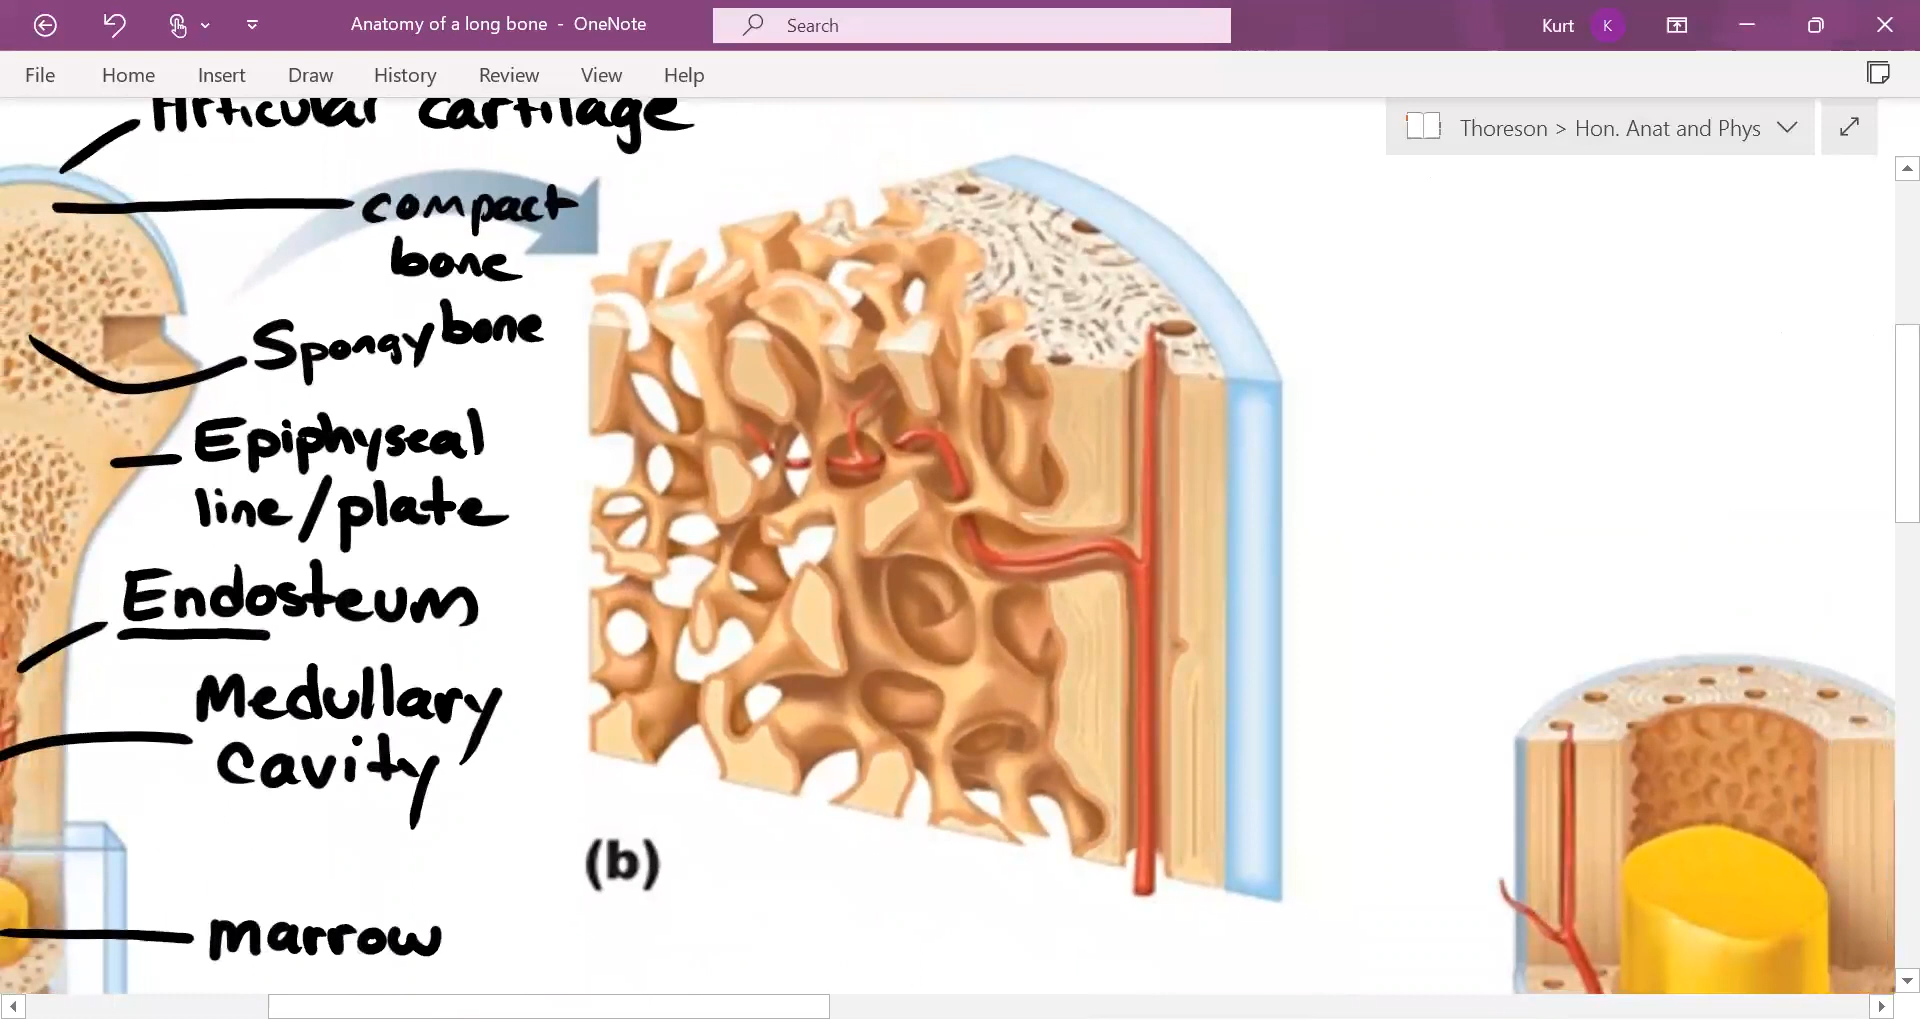 Anatomy of a long bone - OneNote
Search
Kurt
K
File Home Insert Draw History Review View Help
Thoreson > Hon. Anat and Phys
Articular cartilage
compact
bone
Spongy bone
Epiphyseal
line/plate
Endosteum
Medullary
Cavity
marrow
(b)